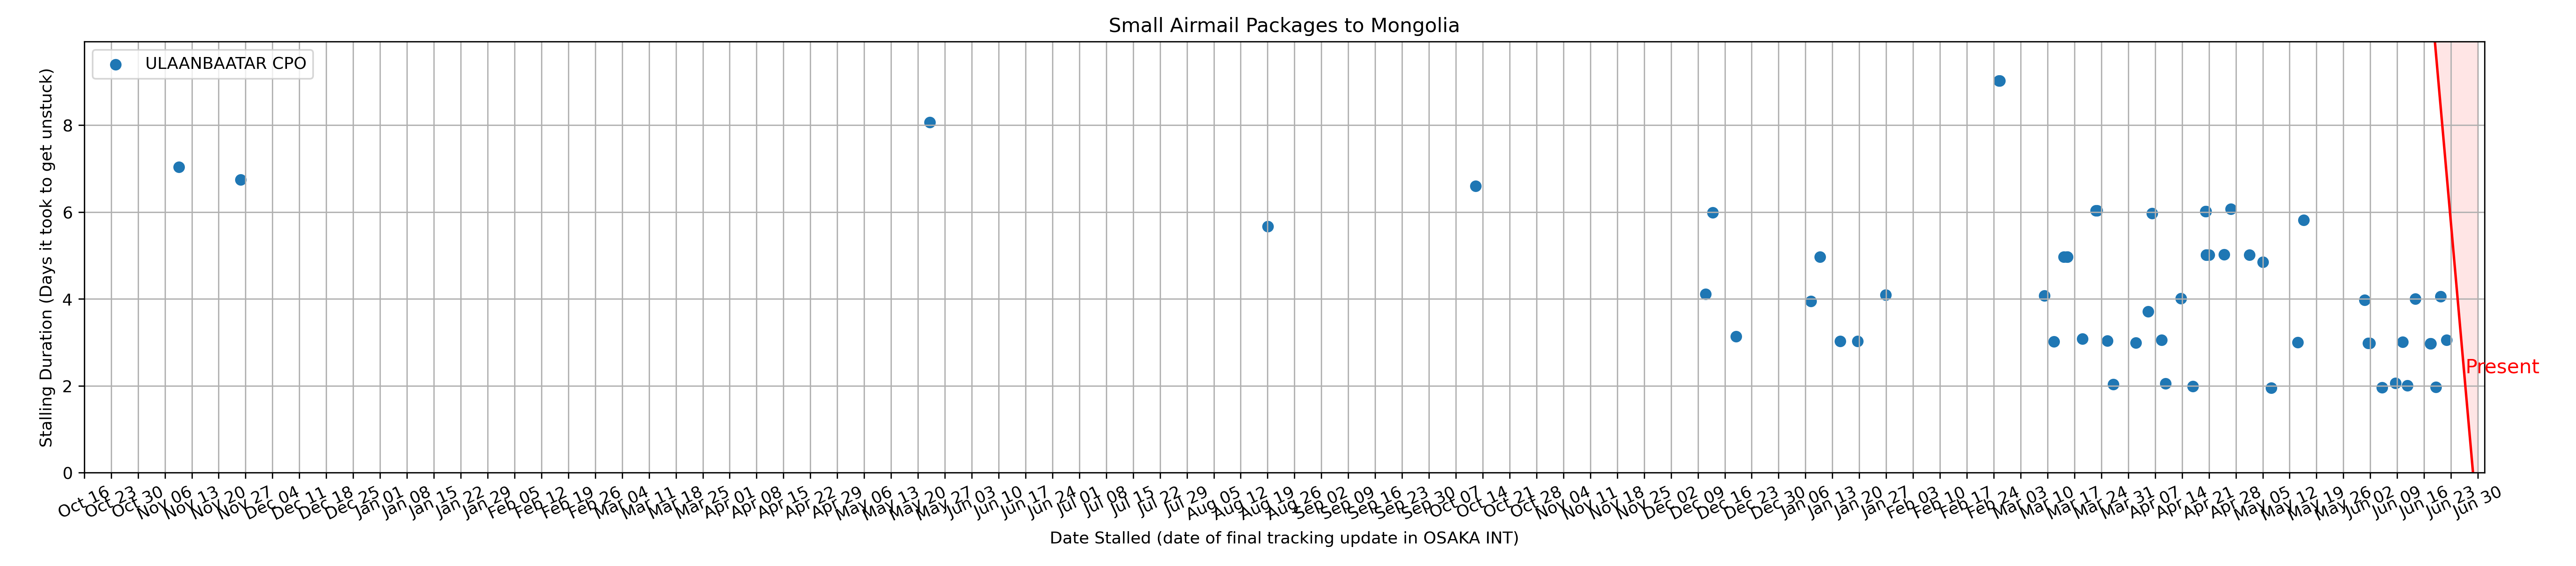 Small Airmail Packages to Mongolia
ULAANBAATAR CPO
Stalling Duration (Days it took to get unstuck)
8
6
4
2
0
Present
Oct 16
Oct 23
Oct 30
Nov 06
Nov 13
Nov 20
Nov 27
Dec 04
Dec 11
Dec 18
Dec 25
Jan 01
Jan 08
Jan 15
Jan 22
Jan 29
Feb 05
Feb 12
Feb 19
Feb 26
Mar 04
Mar 11
Mar 18
Mar 25
Apr 01
Apr 08
Apr 15
Apr 22
Apr 29
May 06
May 13
May 20
May 27
Jun 03
Jun 10
Jun 17
Jun 24
Jul 01
Jul 08
Jul 15
Jul 22
Jul 29
Aug 05
Aug 12
Aug 19
Aug 26
Sep 02
Sep 09
Sep 16
Sep 23
Sep 30
Oct 07
Oct 14
Oct 21
Oct 28
Nov 04
Nov 11
Nov 18
Nov 25
Dec 02
Dec 09
Dec 16
Dec 23
Dec 30
Jan 06
Jan 13
Jan 20
Jan 27
Feb 03
Feb 10
Feb 17
Feb 24
Mar 03
Mar 10
Mar 17
Mar 24
Mar 31
Apr 07
Apr 14
Apr 21
Apr 28
May 05
May 12
May 19
May 26
Jun 02
Jun 09
Jun 16
Jun 23
Jun 30
Date Stalled (date of final tracking update in OSAKA INT)